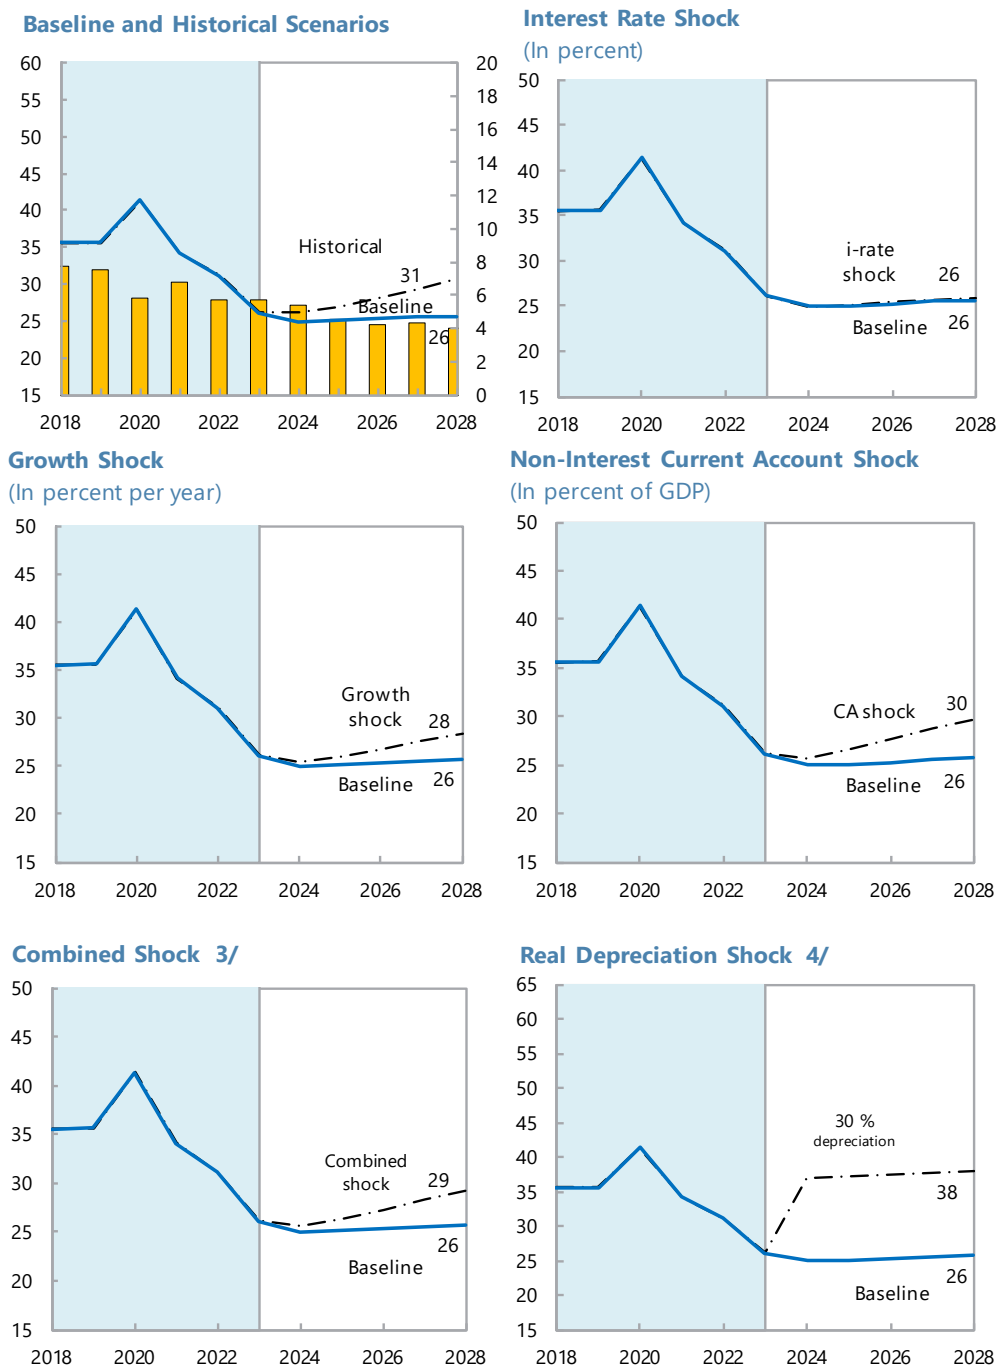 Baseline and Historical Scenarios
60
55
50
45
40
35
30
25
20
15
20
18
16
14
12
10
8
6
4
2
0
Historical
31
Baseline
26
2018 2020 2022 2024 2026 2028
Interest Rate Shock
(In percent)
50
45
40
35
30
25
20
15
i-rate
shock
26
Baseline
26
2018 2020 2022 2024 2026 2028
Growth Shock
(In percent per year)
50
45
40
35
30
25
20
15
Growth
shock
28
Baseline
26
2018 2020 2022 2024 2026 2028
Non-Interest Current Account Shock
(In percent of GDP)
50
45
40
35
30
25
20
15
CA shock
30
Baseline
26
2018 2020 2022 2024 2026 2028
Combined Shock 3/
50
45
40
35
30
25
20
15
Combined
shock
29
26
Baseline
2018 2020 2022 2024 2026 2028
Real Depreciation Shock 4/
65
60
55
50
45
40
35
30
25
20
15
30 %
depreciation
38
26
Baseline
2018 2020 2022 2024 2026 2028